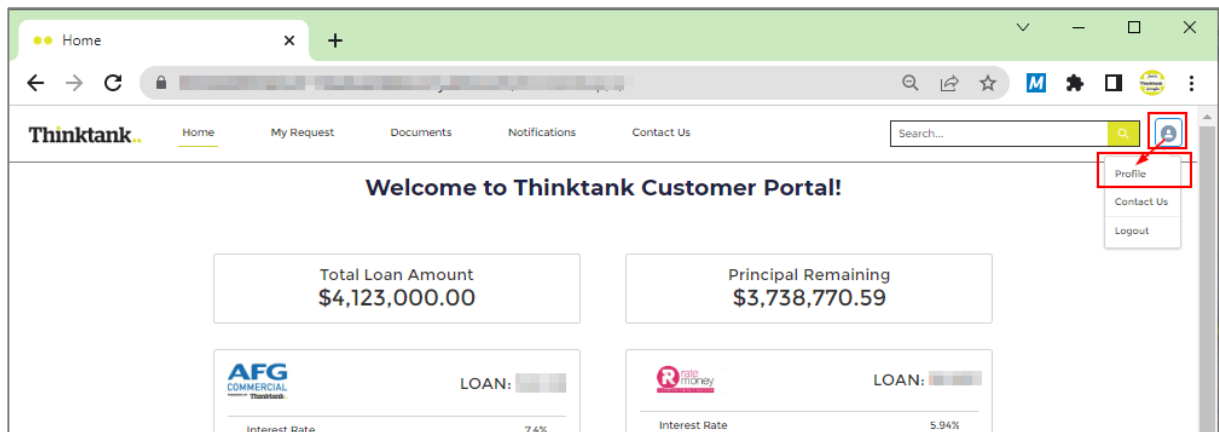 Home
Thinktank..
Home My Request Documents Notifications Contact Us Search...
Profile
Contact Us
Logout
Welcome to Thinktank Customer Portal!
Total Loan Amount
$4,123,000.00
Principal Remaining
$3,738,770.59
AFG
COMMERCIAL
Thinktank..
LOAN:
Interest Rate 7.4%
R rate money
LOAN:
Interest Rate 5.94%